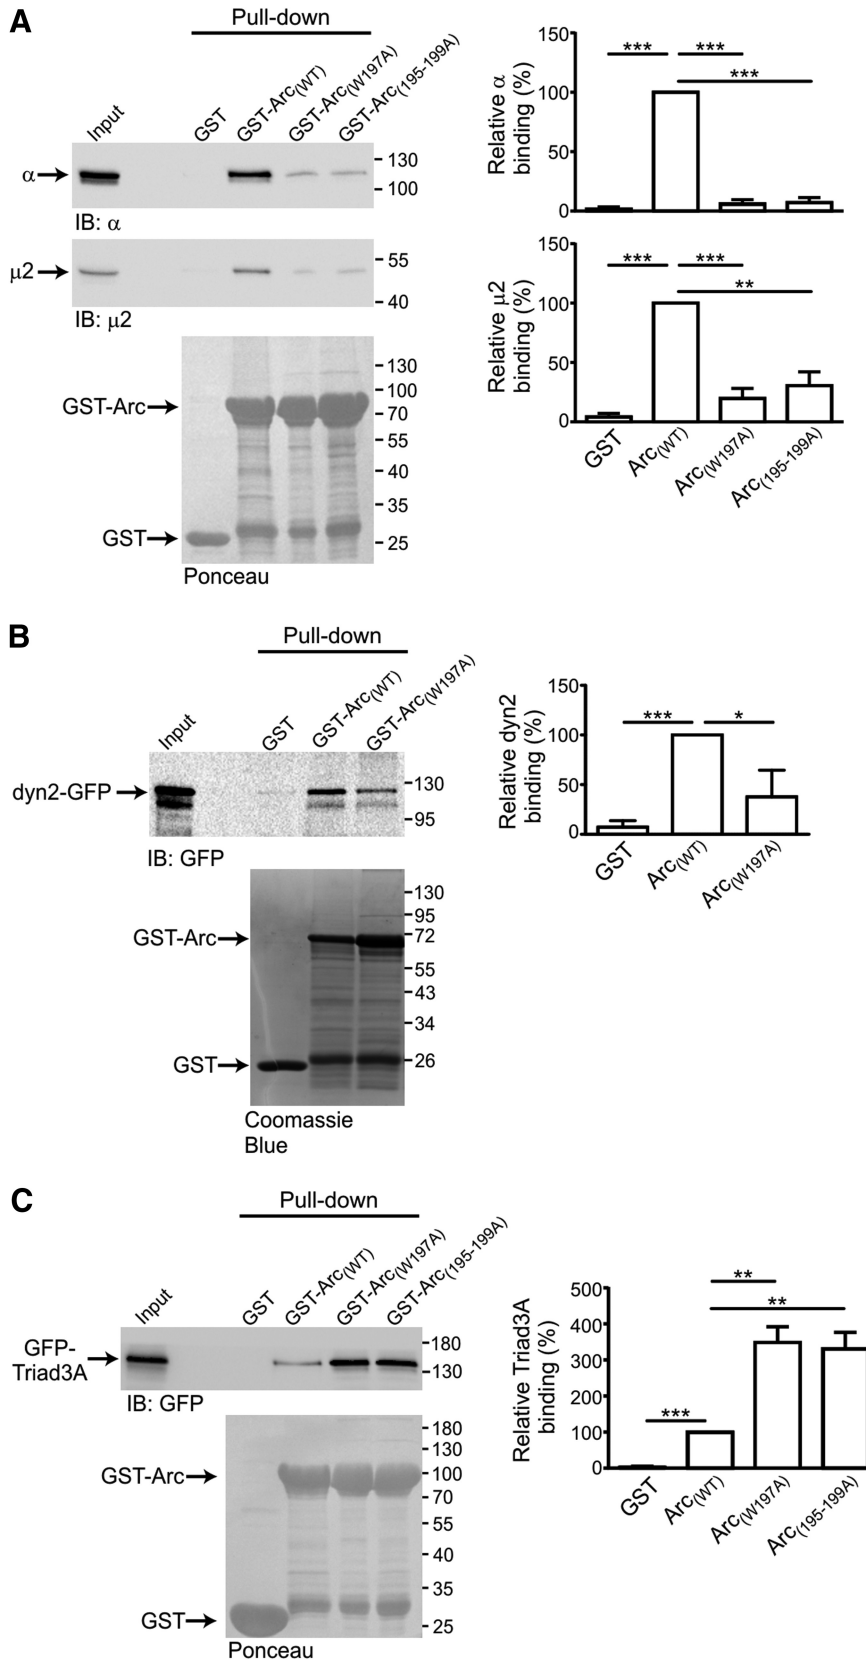 A
Pull-down
Input
GST
GST-Arc(WT)
GST-Arc(W197A)
GST-Arc(195-199A)
α
130
100
IB: α
μ2
55
40
IB: μ2
GST-Arc
GST
130
100
70
55
40
35
25
Ponceau
Relative α
binding (%)
150
100
50
0
***
***
***
Relative μ2
binding (%)
150
100
50
0
***
***
**
GST
Arc(WT)
Arc(W197A)
Arc(195-199A)
B
Pull-down
Input
GST
GST-Arc(WT)
GST-Arc(W197A)
dyn2-GFP
130
95
IB: GFP
GST-Arc
GST
130
95
72
55
43
34
26
Coomassie
Blue
Relative dyn2
binding (%)
150
100
50
0
***
*
GST
Arc(WT)
Arc(W197A)
C
Pull-down
Input
GST
GST-Arc(WT)
GST-Arc(W197A)
GST-Arc(195-199A)
GFP-
Triad3A
180
130
IB: GFP
GST-Arc
GST
180
130
100
70
55
40
35
25
Ponceau
Relative Triad3A
binding (%)
500
400
300
200
100
0
***
**
**
GST
Arc(WT)
Arc(W197A)
Arc(195-199A)